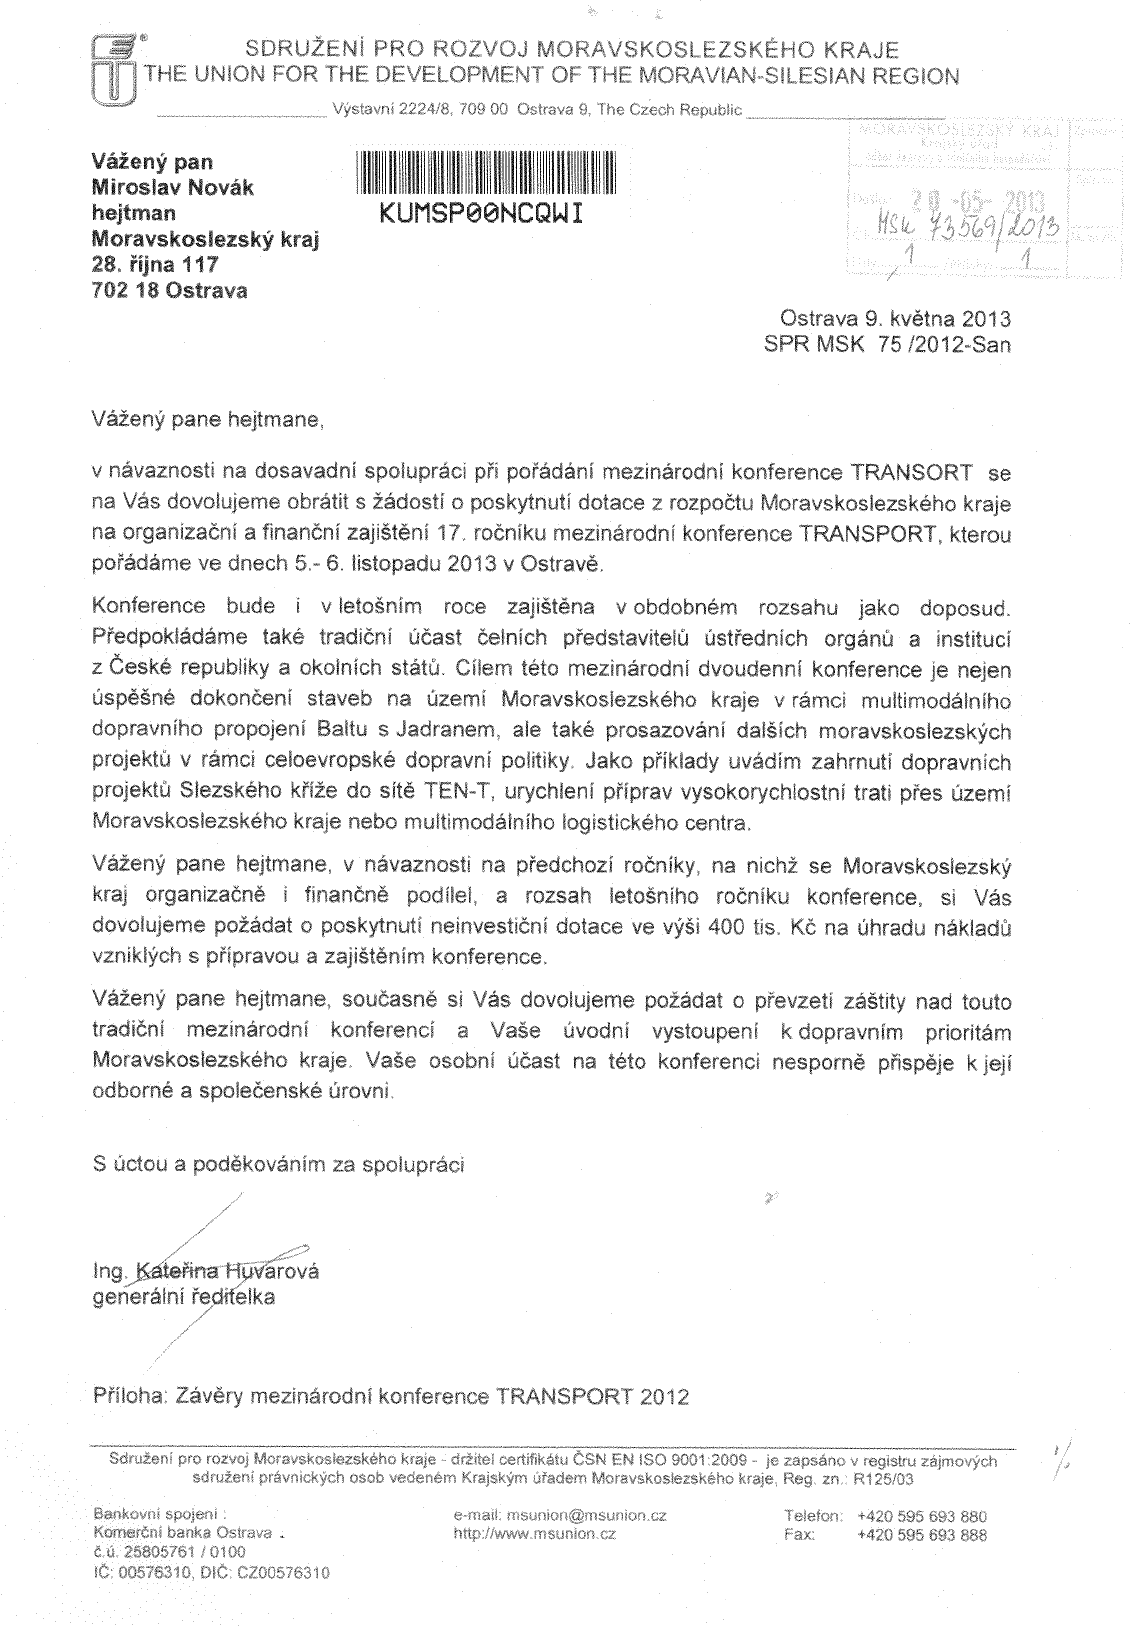 SDRUŽENÍ PRO ROZVOJ MORAVSKOSLEZSKÉHO KRAJE
THE UNION FOR THE DEVELOPMENT OF THE MORAVIAN-SILESIAN REGION
Výstavní 2224/8, 709 00 Ostrava 9, The Czech Republic
MORAVSKOSLEZSKÝ KRAJ
Krajský úřad
20 -05- 2013
MSK 73569/2013
1 1
Vážený pan
Miroslav Novák
hejtman
Moravskoslezský kraj
28. října 117
702 18 Ostrava
KUMSP00NCQWI
Ostrava 9. května 2013
SPR MSK 75 /2012-San
Vážený pane hejtmane,
v návaznosti na dosavadní spolupráci při pořádání mezinárodní konference TRANSORT se
na Vás dovolujeme obrátit s žádostí o poskytnutí dotace z rozpočtu Moravskoslezského kraje
na organizační a finanční zajištění 17. ročníku mezinárodní konference TRANSPORT, kterou
pořádáme ve dnech 5.- 6. listopadu 2013 v Ostravě.
Konference bude i v letošním roce zajištěna v obdobném rozsahu jako doposud.
Předpokládáme také tradiční účast čelních představitelů ústředních orgánů a institucí
z České republiky a okolních států. Cílem této mezinárodní dvoudenní konference je nejen
úspěšné dokončení staveb na území Moravskoslezského kraje v rámci multimodálního
dopravního propojení Baltu s Jadranem, ale také prosazování dalších moravskoslezských
projektů v rámci celoevropské dopravní politiky. Jako příklady uvádím zahrnutí dopravních
projektů Slezského kříže do sítě TEN-T, urychlení příprav vysokorychlostní trati přes území
Moravskoslezského kraje nebo multimodálního logistického centra.
Vážený pane hejtmane, v návaznosti na předchozí ročníky, na nichž se Moravskoslezský
kraj organizačně i finančně podílel, a rozsah letošního ročníku konference, si Vás
dovolujeme požádat o poskytnutí neinvestiční dotace ve výši 400 tis. Kč na úhradu nákladů
vzniklých s přípravou a zajištěním konference.
Vážený pane hejtmane, současně si Vás dovolujeme požádat o převzetí záštity nad touto
tradiční mezinárodní konferencí a Vaše úvodní vystoupení k dopravním prioritám
Moravskoslezského kraje. Vaše osobní účast na této konferenci nesporně přispěje k její
odborné a společenské úrovni.
S úctou a poděkováním za spolupráci
Ing. Kateřina Huvarová
generální ředitelka
Příloha: Závěry mezinárodní konference TRANSPORT 2012
Sdružení pro rozvoj Moravskoslezského kraje - držitel certifikátu ČSN EN ISO 9001:2009 - je zapsáno v registru zájmových
sdružení právnických osob vedeném Krajským úřadem Moravskoslezského kraje, Reg. zn.: R125/03
Bankovní spojení :
Komerční banka Ostrava
č.ú. 25805761 / 0100
IČ: 00576310, DIČ: CZ00576310
e-mail: msunion@msunion.cz
http://www.msunion.cz
Telefon: +420 595 693 880
Fax: +420 595 693 888